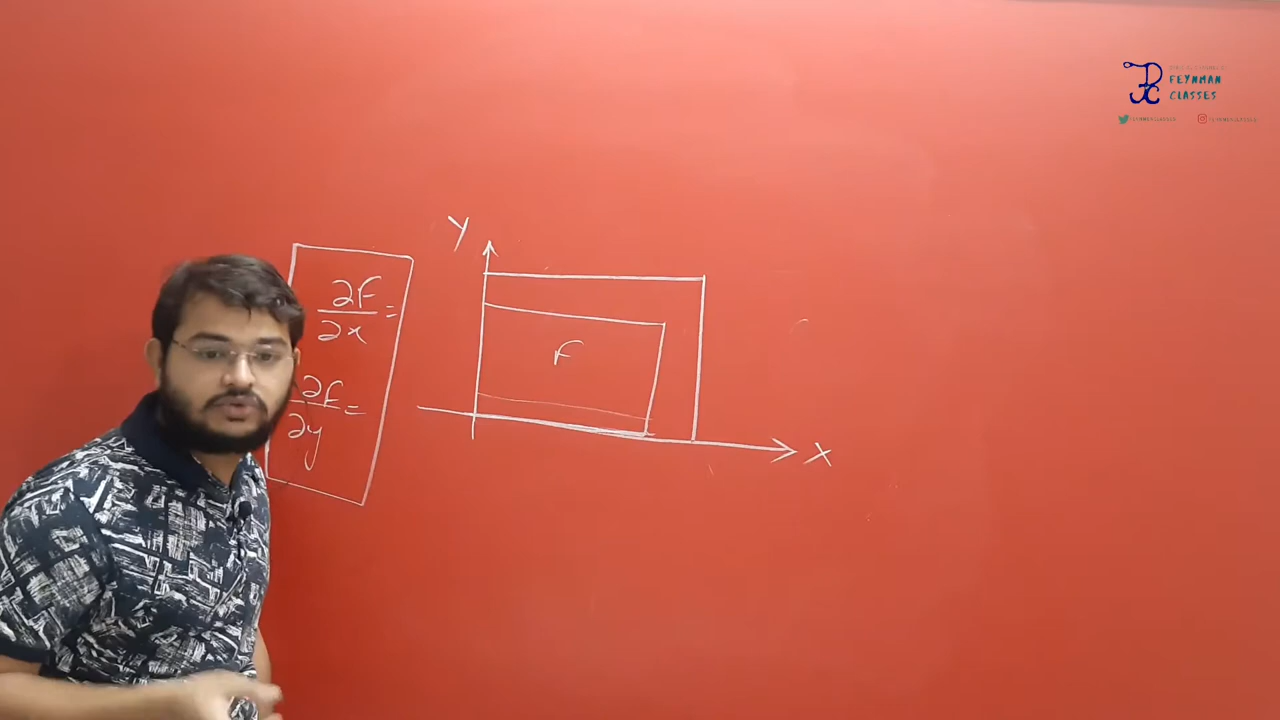 FEYNMAN
CLASSES
Y
∂F
∂x =
F
∂F
∂y =
X